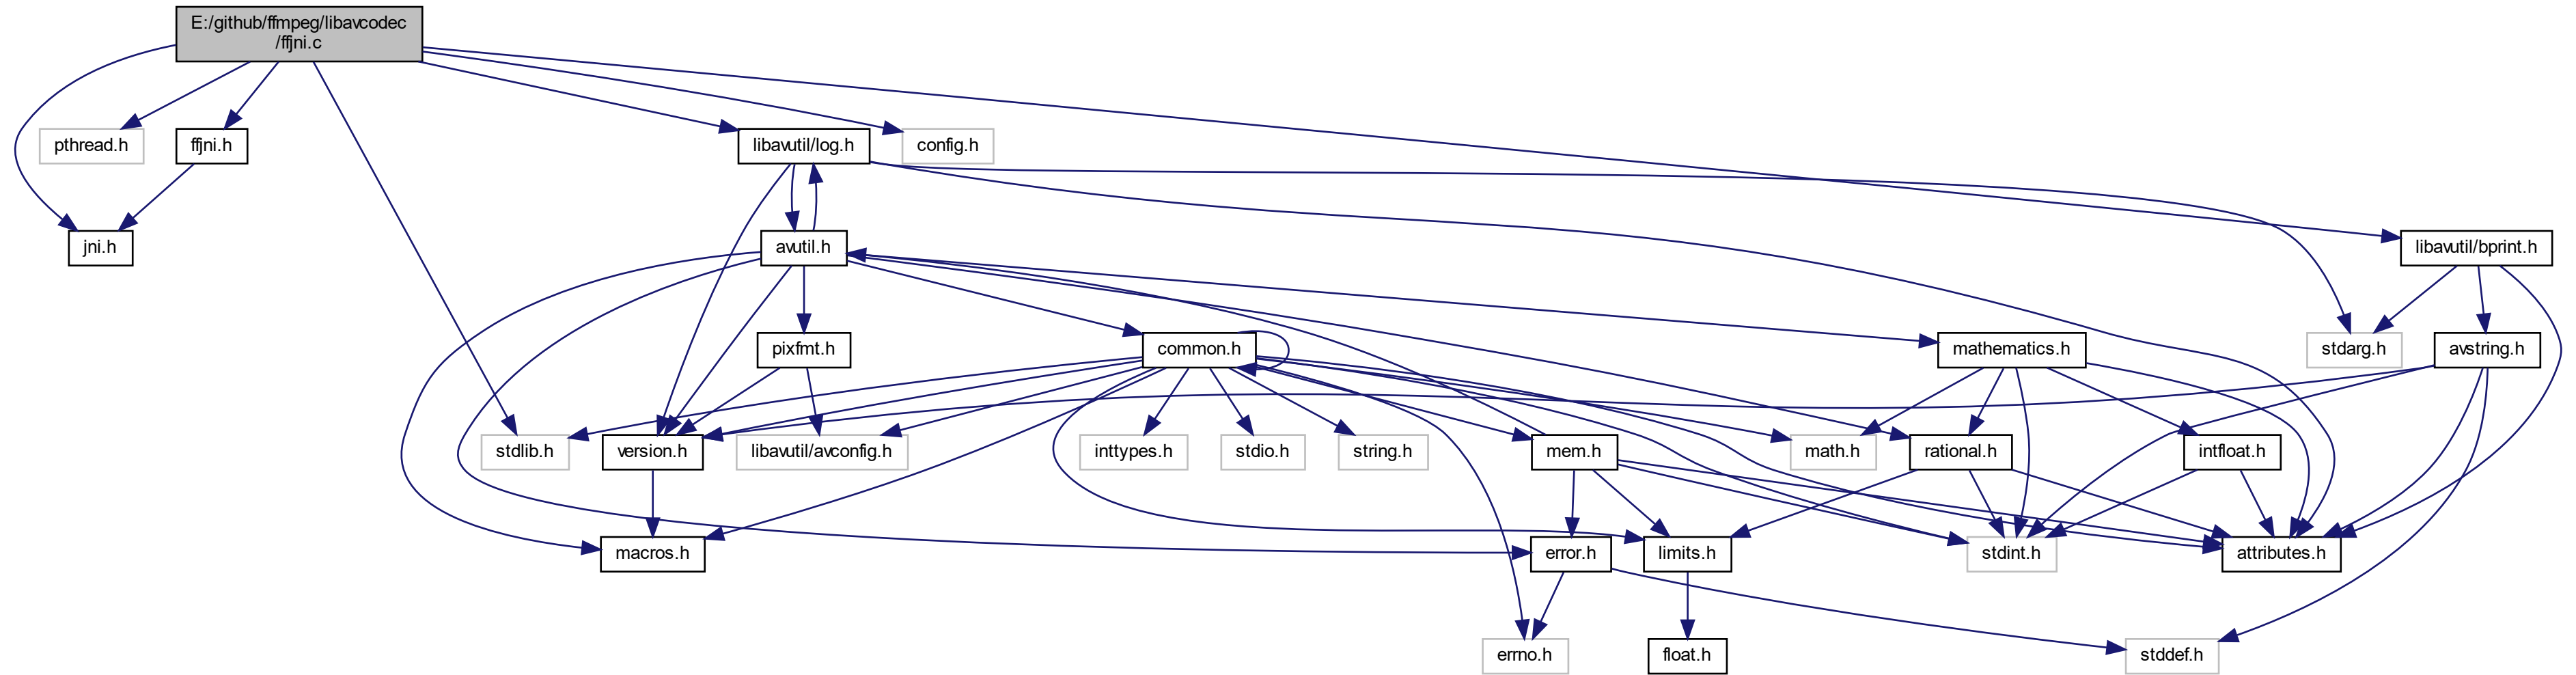 E:/github/ffmpeg/libavcodec
/ffjni.c
pthread.h
ffjni.h
libavutil/log.h
config.h
jni.h
avutil.h
libavutil/bprint.h
pixfmt.h
common.h
mathematics.h
stdarg.h
avstring.h
stdlib.h
version.h
libavutil/avconfig.h
inttypes.h
stdio.h
string.h
mem.h
math.h
rational.h
intfloat.h
macros.h
error.h
limits.h
stdint.h
attributes.h
errno.h
float.h
stddef.h